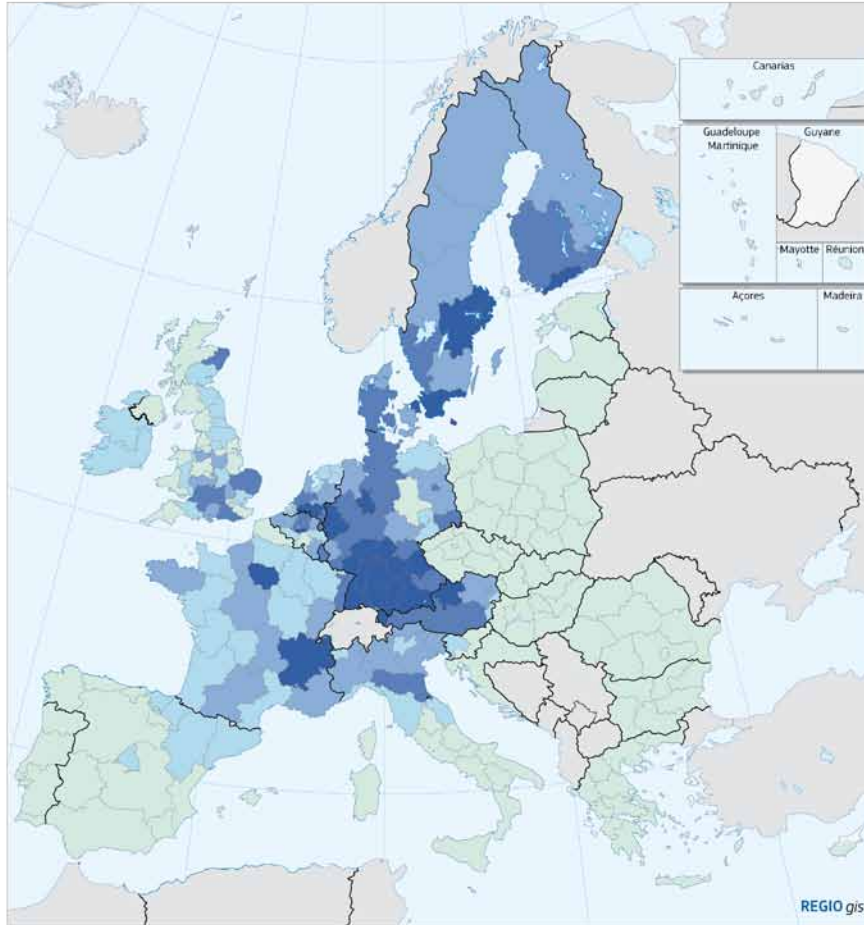 Canarias
Guadeloupe
Martinique
Guyane
Mayotte
Réunion
Açores
Madeira
REGIO gis